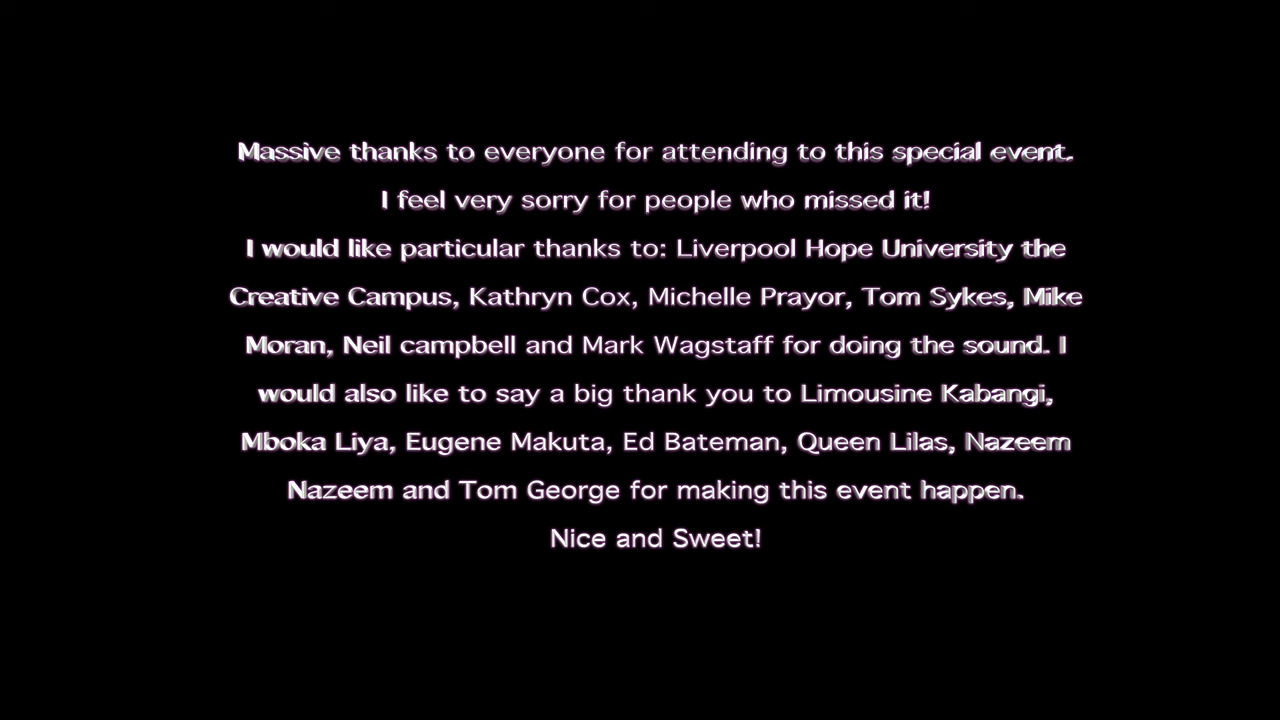 Massive thanks to everyone for attending to this special event.
I feel very sorry for people who missed it!
I would like particular thanks to: Liverpool Hope University the
Creative Campus, Kathryn Cox, Michelle Prayor, Tom Sykes, Mike
Moran, Neil campbell and Mark Wagstaff for doing the sound. I
would also like to say a big thank you to Limousine Kabangi,
Mboka Liya, Eugene Makuta, Ed Bateman, Queen Lilas, Nazeem
Nazeem and Tom George for making this event happen.
Nice and Sweet!